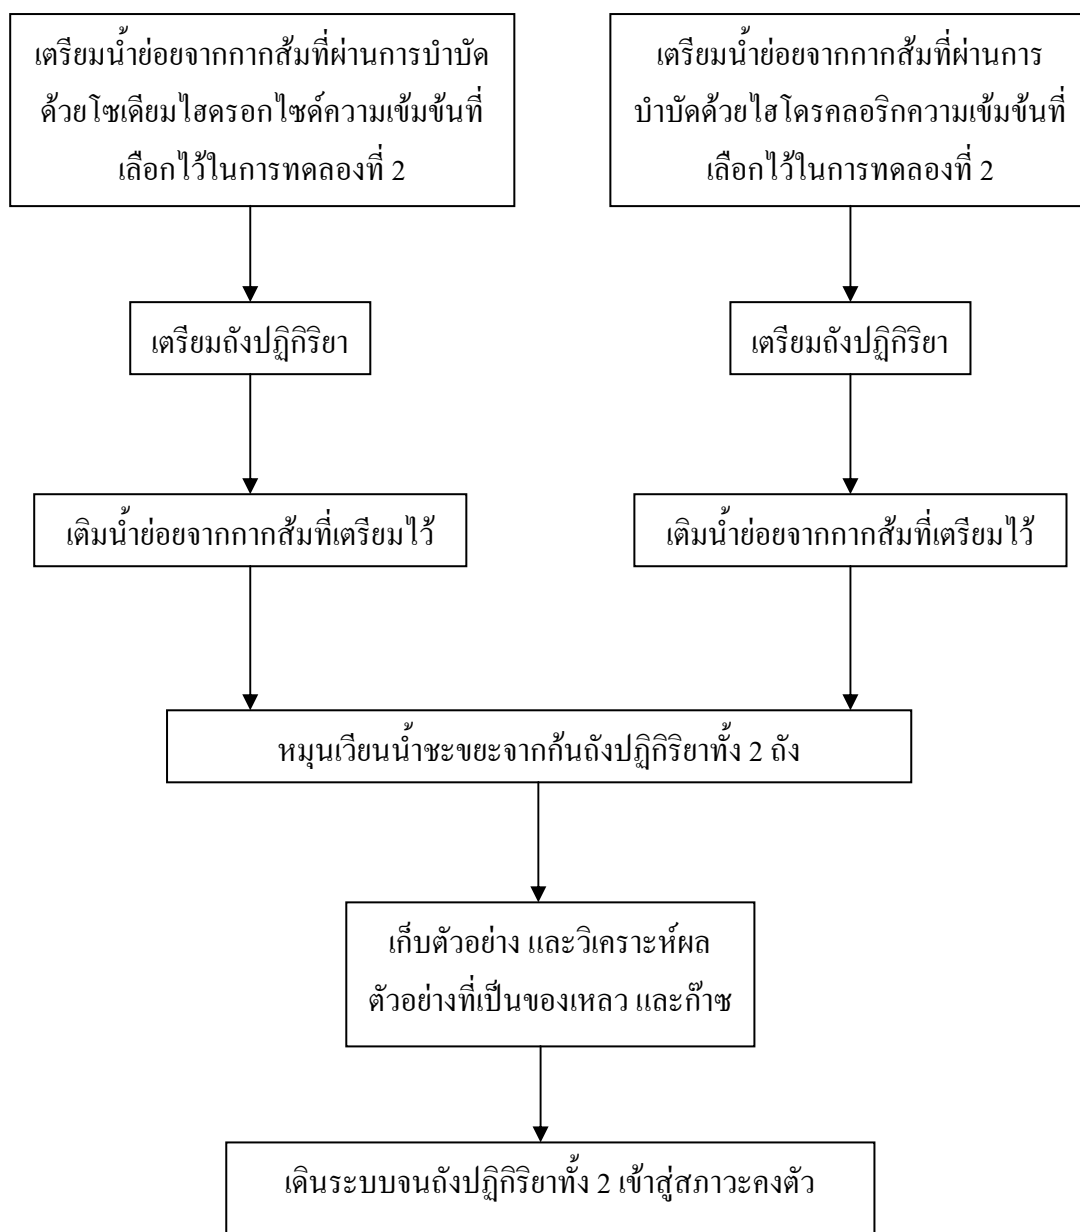 เตรียมน้ำย่อยจากกากส้มที่ผ่านการบำบัด
ด้วยโซเดียมไฮดรอกไซด์ความเข้มข้นที่
เลือกไว้ในการทดลองที่ 2
เตรียมน้ำย่อยจากกากส้มที่ผ่านการ
บำบัดด้วยไฮโดรคลอริกความเข้มข้นที่
เลือกไว้ในการทดลองที่ 2
เตรียมถังปฏิกิริยา
เตรียมถังปฏิกิริยา
เติมน้ำย่อยจากกากส้มที่เตรียมไว้
เติมน้ำย่อยจากกากส้มที่เตรียมไว้
หมุนเวียนน้ำชะขยะจากก้นถังปฏิกิริยาทั้ง 2 ถัง
เก็บตัวอย่าง และวิเคราะห์ผล
ตัวอย่างที่เป็นของเหลว และก๊าซ
เดินระบบจนถังปฏิกิริยาทั้ง 2 เข้าสู่สภาวะคงตัว